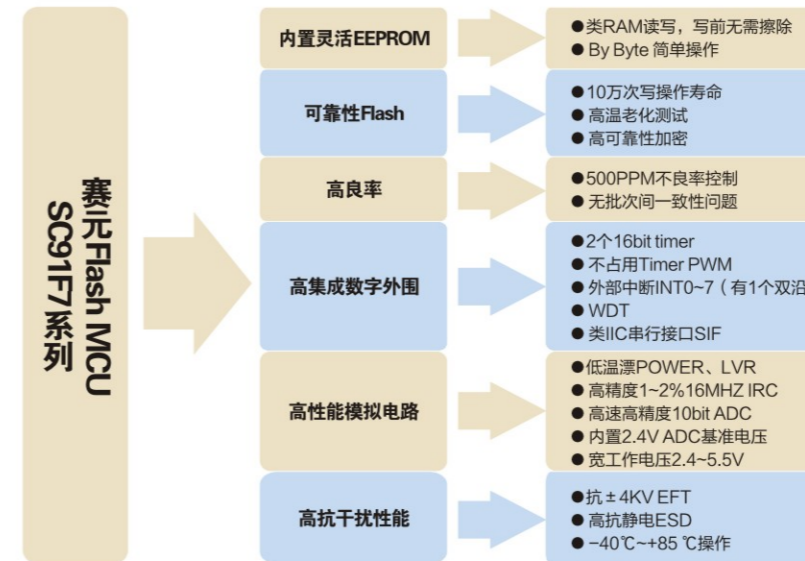 赛元Flash MCU
SC91F7系列
内置灵活EEPROM
●类RAM读写，写前无需擦除
● By Byte 简单操作
可靠性Flash
● 10万次写操作寿命
● 高温老化测试
● 高可靠性加密
高良率
●500PPM不良率控制
● 无批次间一致性问题
高集成数字外围
●2个16bit timer
● 不占用Timer PWM
● 外部中断INT0~7（有1个双沿
● WDT
● 类IIC串行接口SIF
高性能模拟电路
●低温漂POWER、LVR
● 高精度1~2%16MHZ IRC
● 高速高精度10bit ADC
● 内置2.4V ADC基准电压
● 宽工作电压2.4~5.5V
高抗干扰性能
●抗±4KV EFT
● 高抗静电ESD
● −40℃~+85 ℃操作